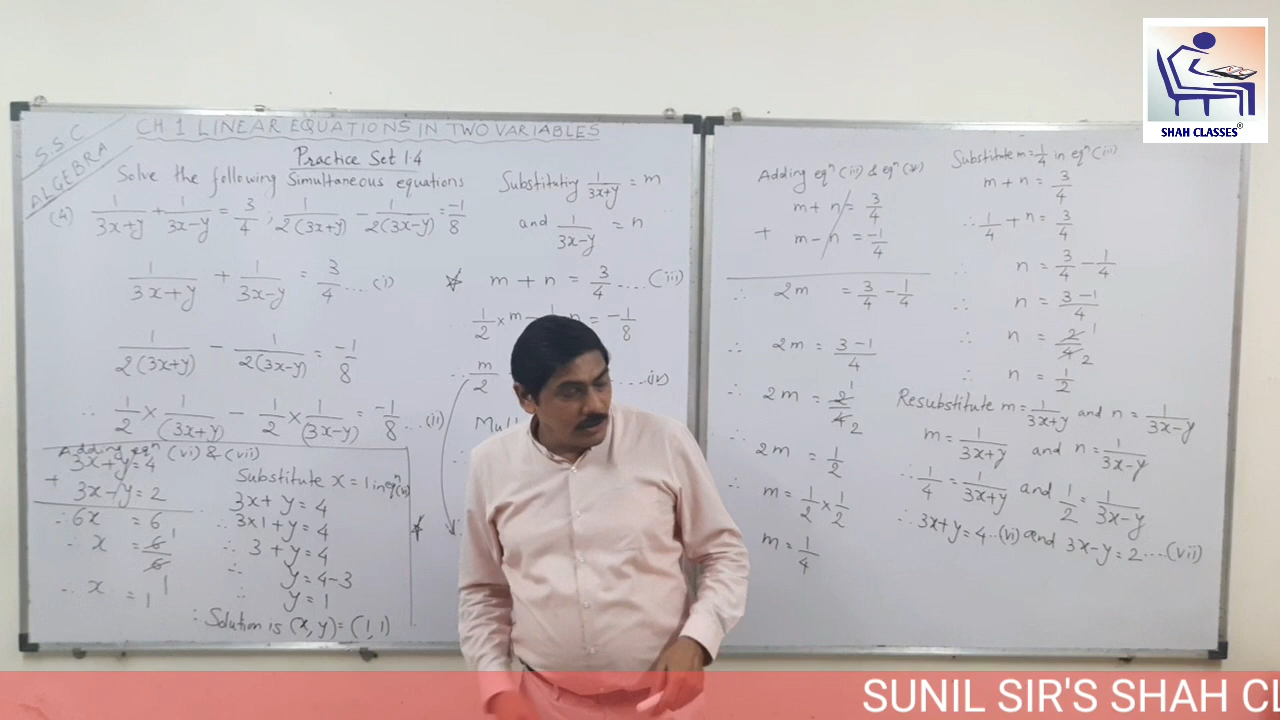 S.S.C
ALGEBRA
CH 1 LINEAR EQUATIONS IN TWO VARIABLES
Practice Set 1.4
Solve the following Simultaneous equations
(4) 1/(3x+y) + 1/(3x-y) = 3/4 ; 1/2(3x+y) - 1/2(3x-y) = -1/8
1/(3x+y) + 1/(3x-y) = 3/4 ....(i)
1/2(3x+y) - 1/2(3x-y) = -1/8
∴ 1/2 × 1/(3x+y) - 1/2 × 1/(3x-y) = -1/8 ...(ii)
Substituting 1/(3x+y) = m
and 1/(3x-y) = n
☆ m + n = 3/4 ....(iii)
1/2 × m - n = -1/8
∴ m/2 ....(iv)
Adding eqⁿ (vi) & (vii)
3x+y=4
+ 3x-y=2
∴ 6x = 6
∴ x = 6/6 1
∴ x = 1
Substitute x = 1 in eqⁿ (vi)
3x+y=4
∴ 3×1+y=4
∴ 3+y=4
∴ y=4-3
∴ y=1
∴ Solution is (x, y) = (1, 1)
Adding eqⁿ (iii) & eqⁿ (v)
m + n = 3/4
+ m - n = -1/4
∴ 2m = 3/4 - 1/4
∴ 2m = (3-1)/4
∴ 2m = 2/4 1 2
∴ 2m = 1/2
∴ m = 1/2 × 1/2
m = 1/4
Substitute m = 1/4 in eqⁿ (iii)
m + n = 3/4
∴ 1/4 + n = 3/4
∴ n = 3/4 - 1/4
∴ n = (3-1)/4
∴ n = 2/4 1 2
∴ n = 1/2
Resubstitute m = 1/(3x+y) and n = 1/(3x-y)
m = 1/(3x+y) and n = 1/(3x-y)
∴ 1/4 = 1/(3x+y) and 1/2 = 1/(3x-y)
∴ 3x+y=4...(vi) and 3x-y=2....(vii)
SHAH CLASSES®
SUNIL SIR'S SHAH